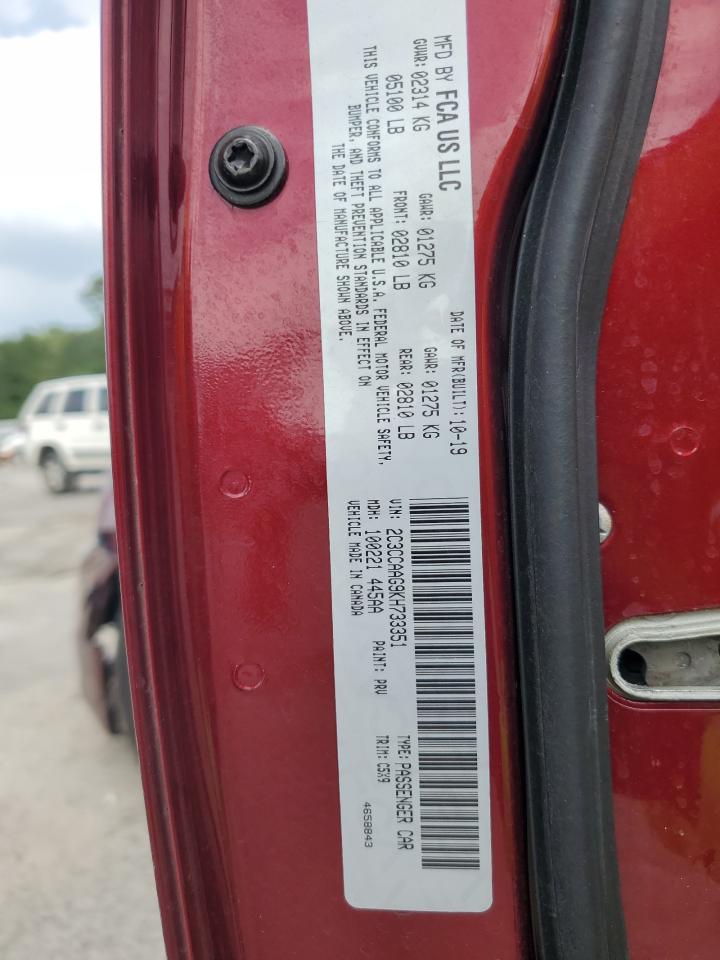 MFD BY FCA US LLC
DATE OF MFR(BUILT): 10-19
GVWR: 02314 KG
GAWR: 01275 KG
GAWR: 01275 KG
05100 LB
FRONT: 02810 LB
REAR: 02810 LB
THIS VEHICLE CONFORMS TO ALL APPLICABLE U.S.A. FEDERAL MOTOR VEHICLE SAFETY,
BUMPER, AND THEFT PREVENTION STANDARDS IN EFFECT ON
THE DATE OF MANUFACTURE SHOWN ABOVE.
VIN: 2C3CCAAG9KH733351
TYPE: PASSENGER CAR
MDH: 100221 445AA
PAINT: PRV
TRIM: C5X9
VEHICLE MADE IN CANADA
4658843